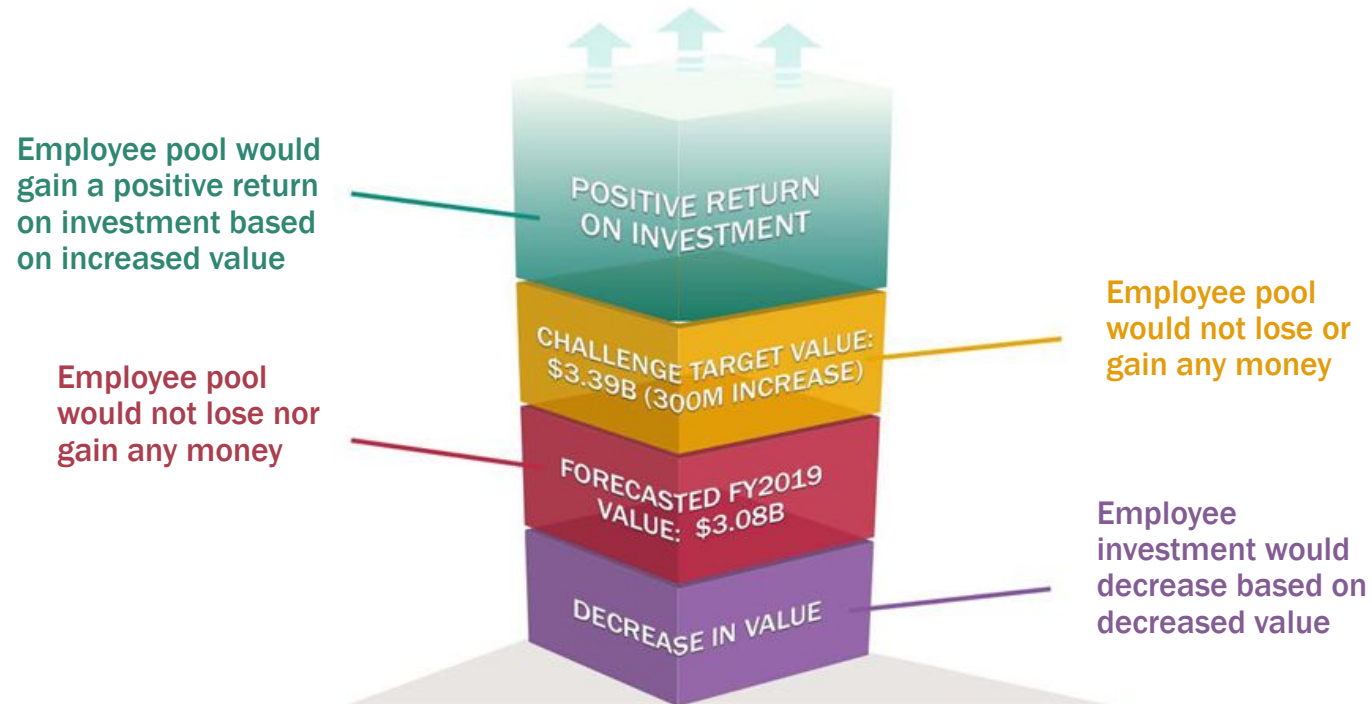 Employee pool would
gain a positive return
on investment based
on increased value
POSITIVE RETURN
ON INVESTMENT
Employee pool
would not lose or
gain any money
CHALLENGE TARGET VALUE:
$3.39B (300M INCREASE)
Employee pool
would not lose nor
gain any money
FORECASTED FY2019
VALUE: $3.08B
Employee
investment would
decrease based on
decreased value
DECREASE IN VALUE